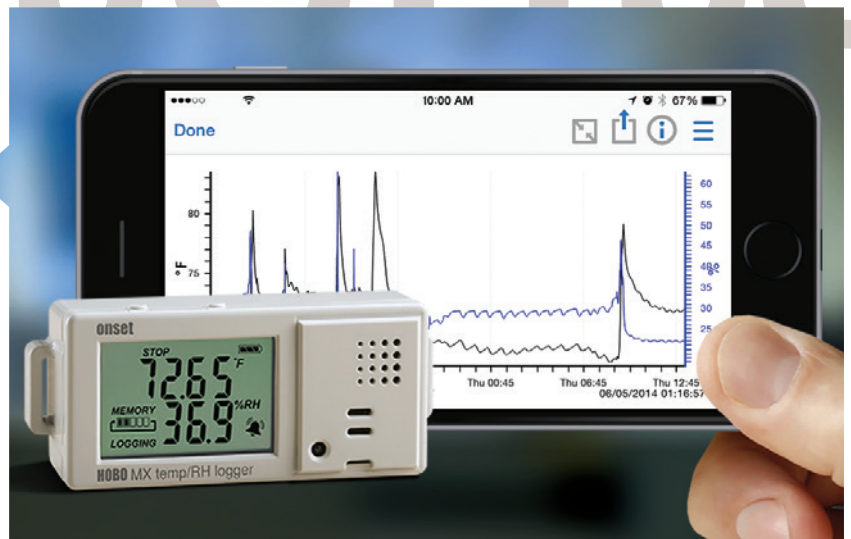 10:00 AM
67%
Done
80
75
°F
60
55
50
45
35
30
25
%
Thu 00:45
Thu 06:45
Thu 12:45
06/05/2014 01:16:57
onset
STOP
72.65 °F
MEMORY
36.9 %RH
LOGGING
HOBO MX temp/RH logger